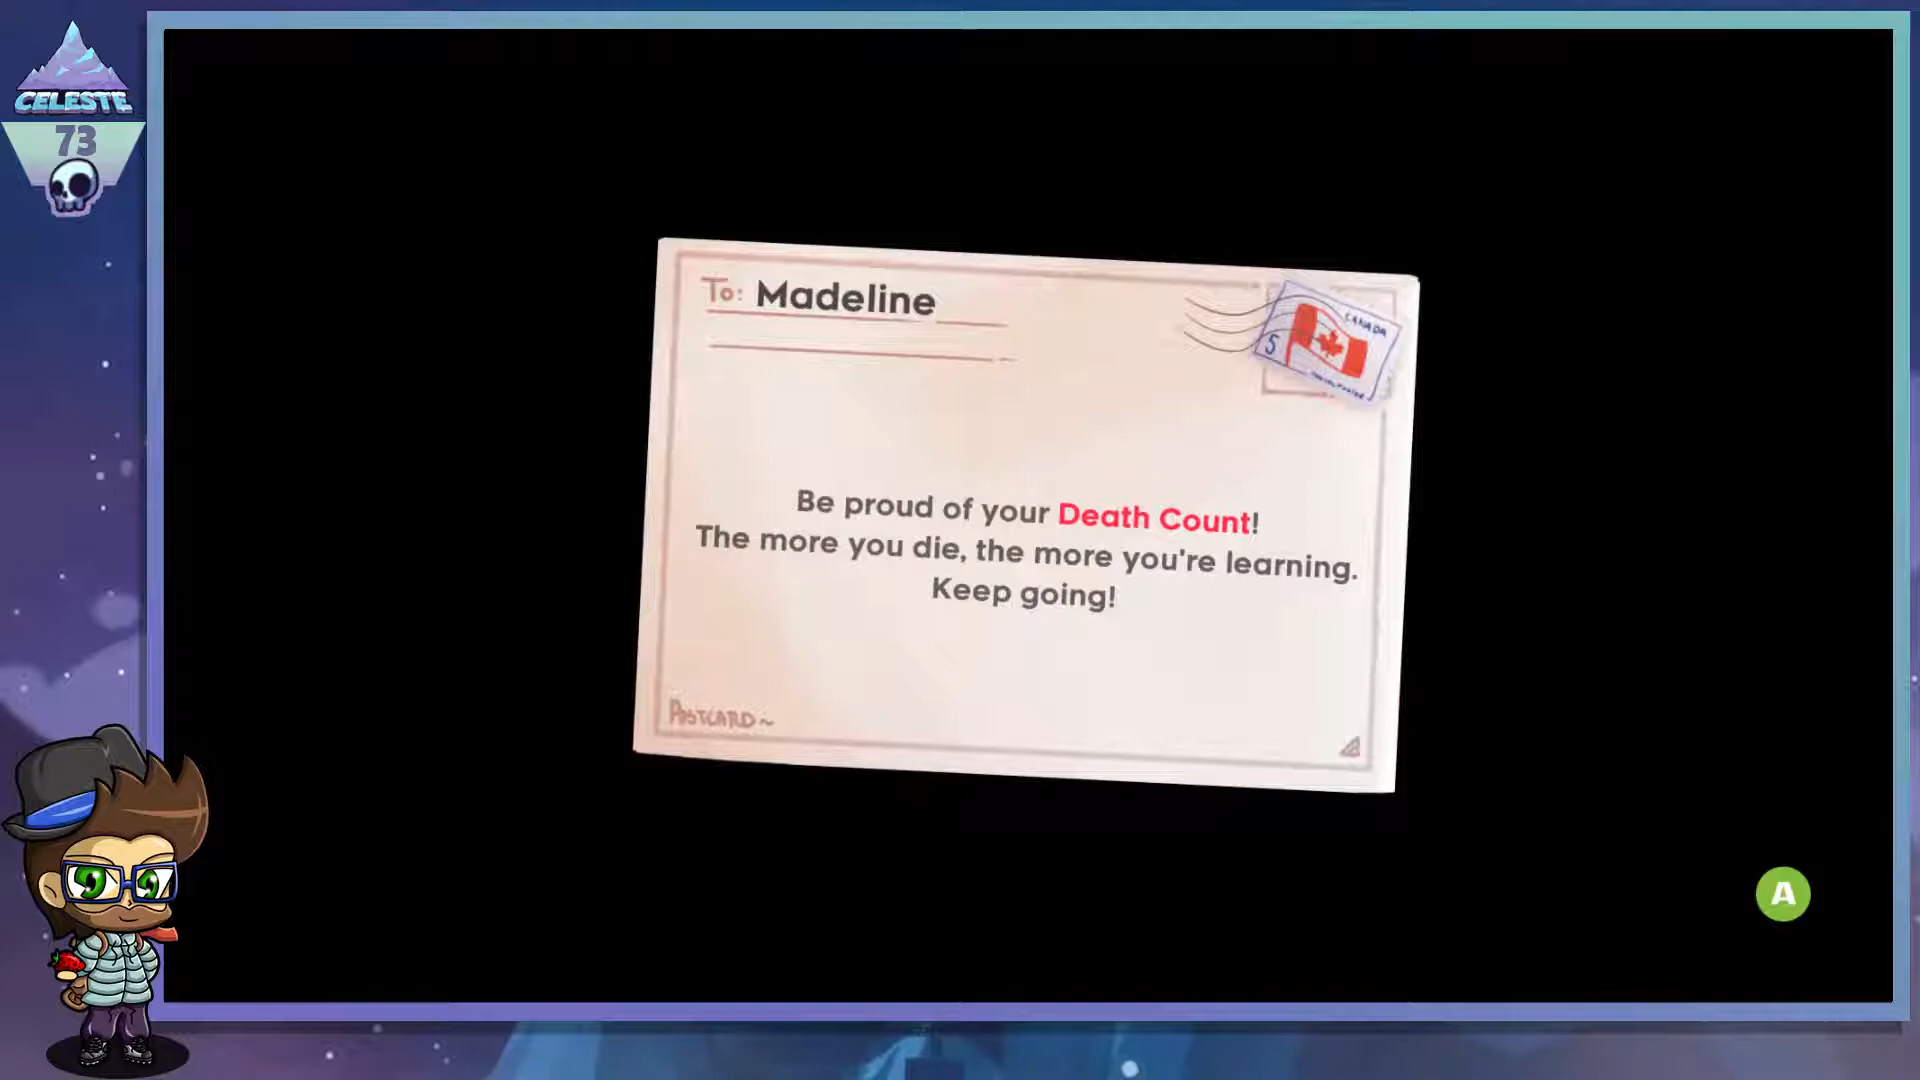 CELESTE
73
To: Madeline
CANADA
5
Be proud of your Death Count!
The more you die, the more you're learning.
Keep going!
POSTCARD~
A